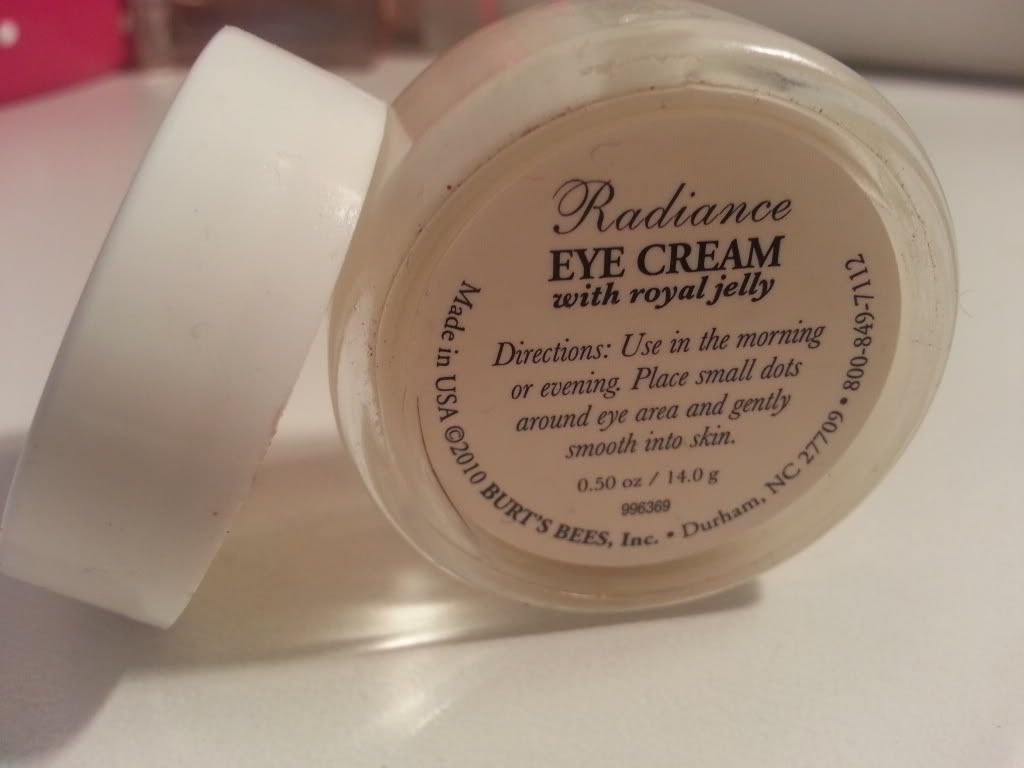 Radiance
EYE CREAM
with royal jelly
Directions: Use in the morning
or evening. Place small dots
around eye area and gently
smooth into skin.
0.50 oz / 14.0 g
996369
Made in USA ©2010 BURT'S BEES, Inc. • Durham, NC 27709 • 800-849-7112